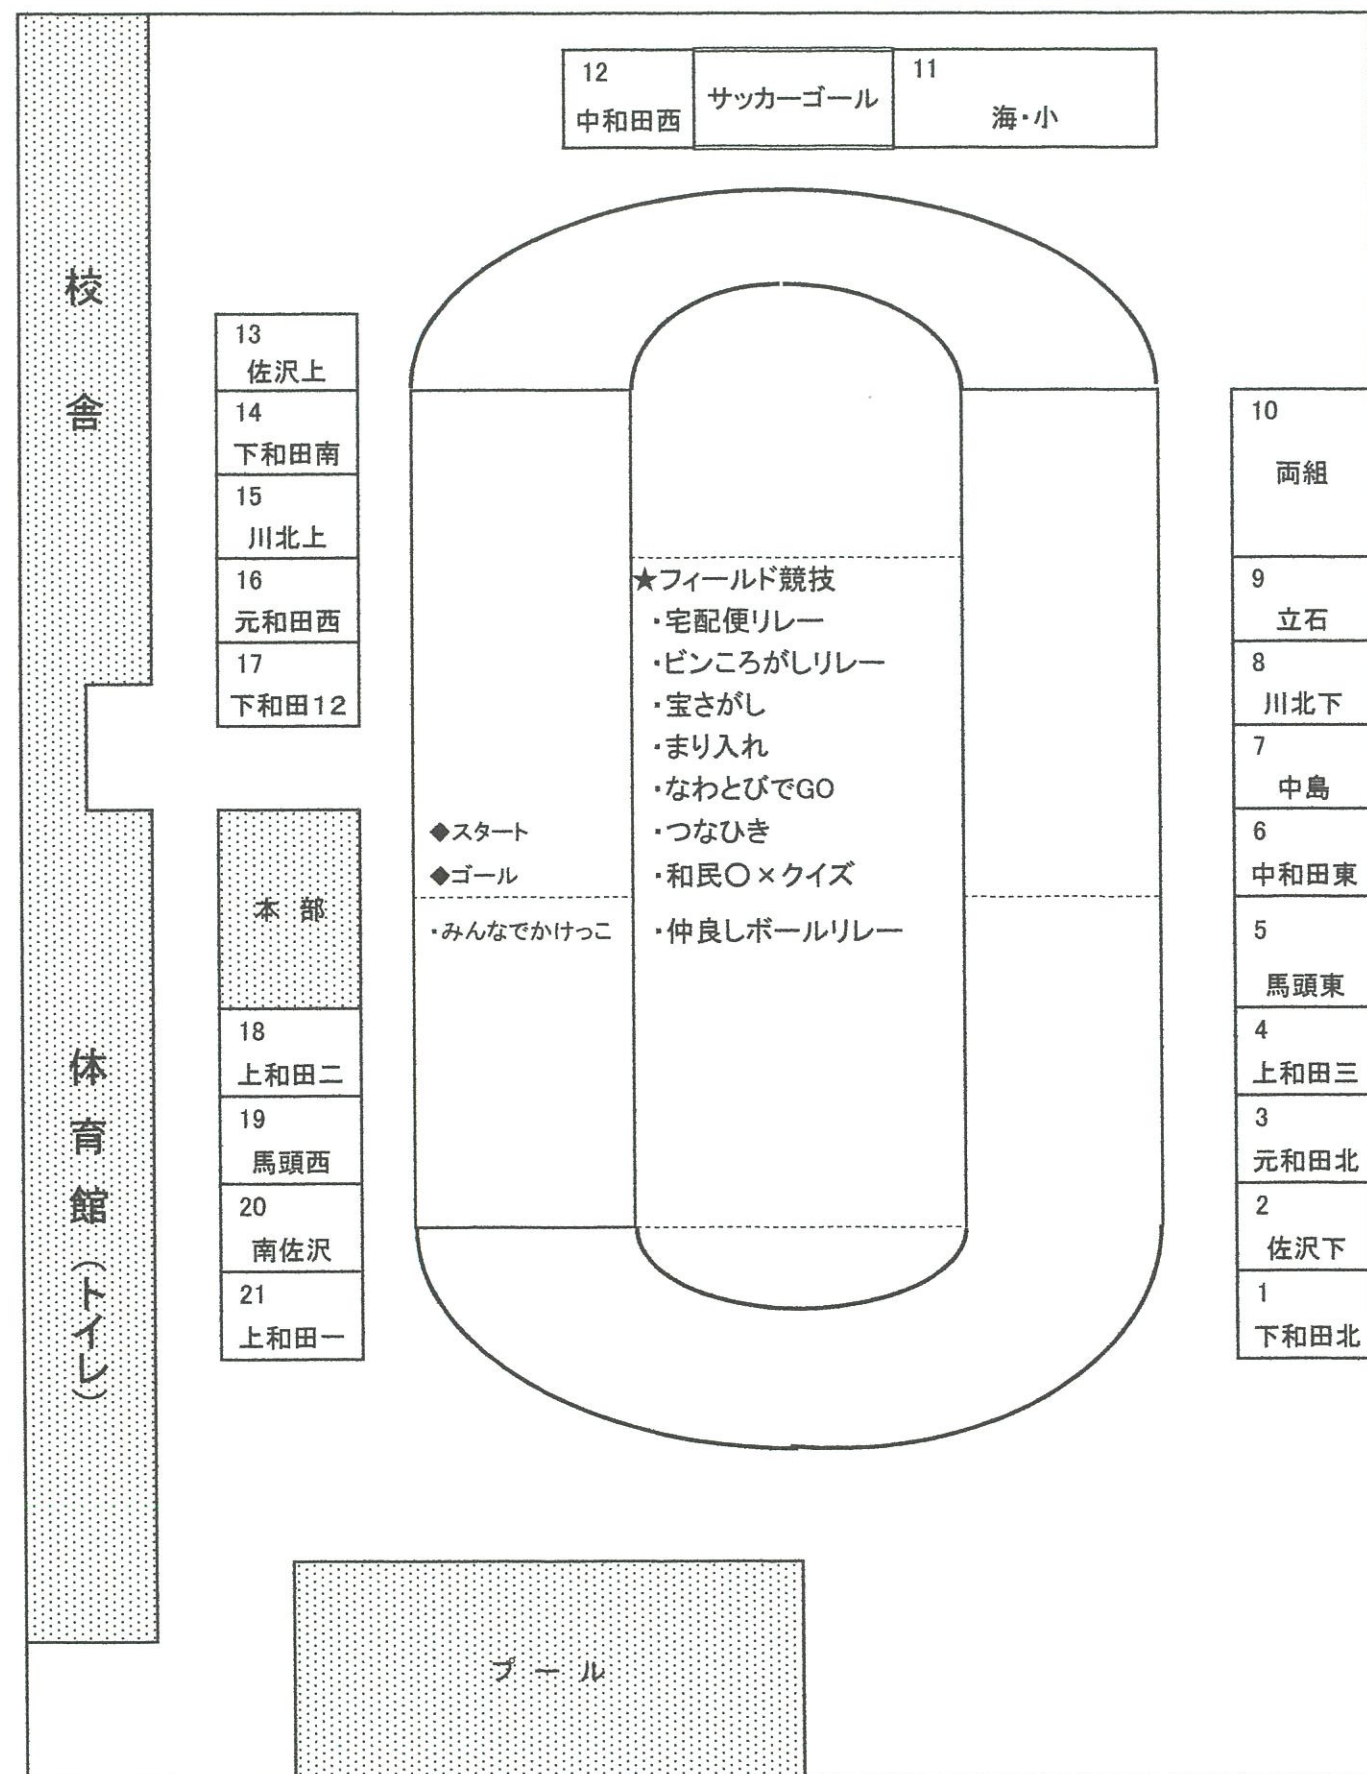 12
中和田西
サッカーゴール
11
海・小
校舎
13
佐沢上
14
下和田南
15
川北上
16
元和田西
17
下和田12
本部
18
上和田二
19
馬頭西
20
南佐沢
21
上和田一
体育館(トイレ)
◆スタート
◆ゴール
・みんなでかけっこ
★フィールド競技
・宅配便リレー
・ビンころがしリレー
・宝さがし
・まり入れ
・なわとびでGO
・つなひき
・和民〇×クイズ
・仲良しボールリレー
10
両組
9
立石
8
川北下
7
中島
6
中和田東
5
馬頭東
4
上和田三
3
元和田北
2
佐沢下
1
下和田北
プール